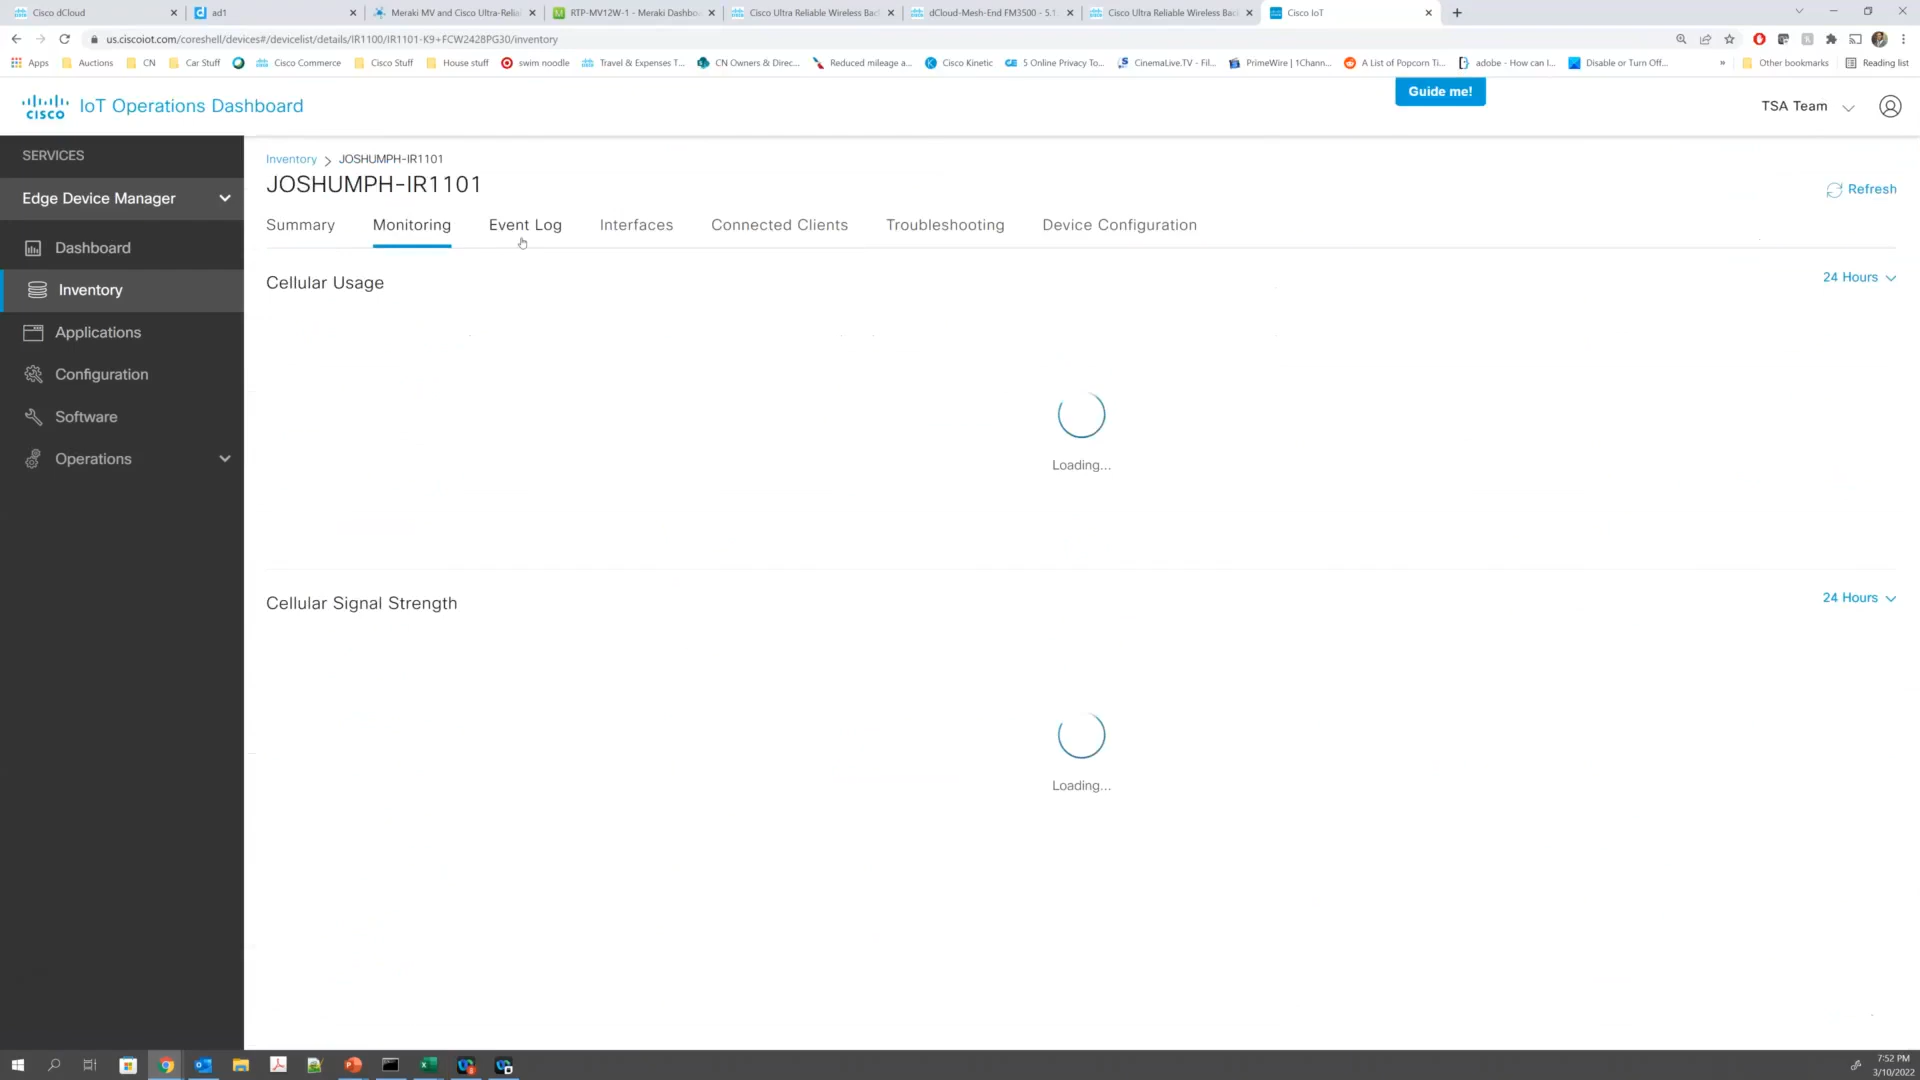 Cisco dCloud
ad1
Meraki MV and Cisco Ultra-Relia
RTP-MV12W-1 - Meraki Dashbo
Cisco Ultra Reliable Wireless Bac
dCloud-Mesh-End FM3500 - 5.1
Cisco Ultra Reliable Wireless Bac
Cisco IoT
us.ciscoiot.com/coreshell/devices#/devicelist/details/IR1100/IR1101-K9+FCW2428PG30/inventory
Apps
Auctions
CN
Car Stuff
Cisco Commerce
Cisco Stuff
House stuff
swim noodle
Travel & Expenses T...
CN Owners & Direc...
Reduced mileage a...
Cisco Kinetic
5 Online Privacy To...
CinemaLive.TV - Fil...
PrimeWire | 1Chann...
A List of Popcorn Ti...
adobe - How can I...
Disable or Turn Off...
»
Other bookmarks
Reading list
CISCO
IoT Operations Dashboard
Guide me!
TSA Team
SERVICES
Edge Device Manager
Dashboard
Inventory
Applications
Configuration
Software
Operations
Inventory > JOSHUMPH-IR1101
JOSHUMPH-IR1101
Refresh
Summary
Monitoring
Event Log
Interfaces
Connected Clients
Troubleshooting
Device Configuration
Cellular Usage
24 Hours
Loading...
Cellular Signal Strength
24 Hours
Loading...
7:52 PM
3/10/2022